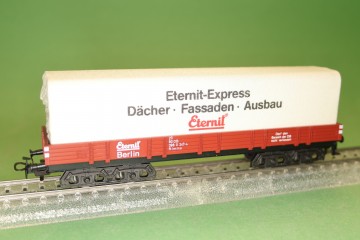 Eternit-Express
Dächer · Fassaden · Ausbau
Eternit
Eternit
Berlin